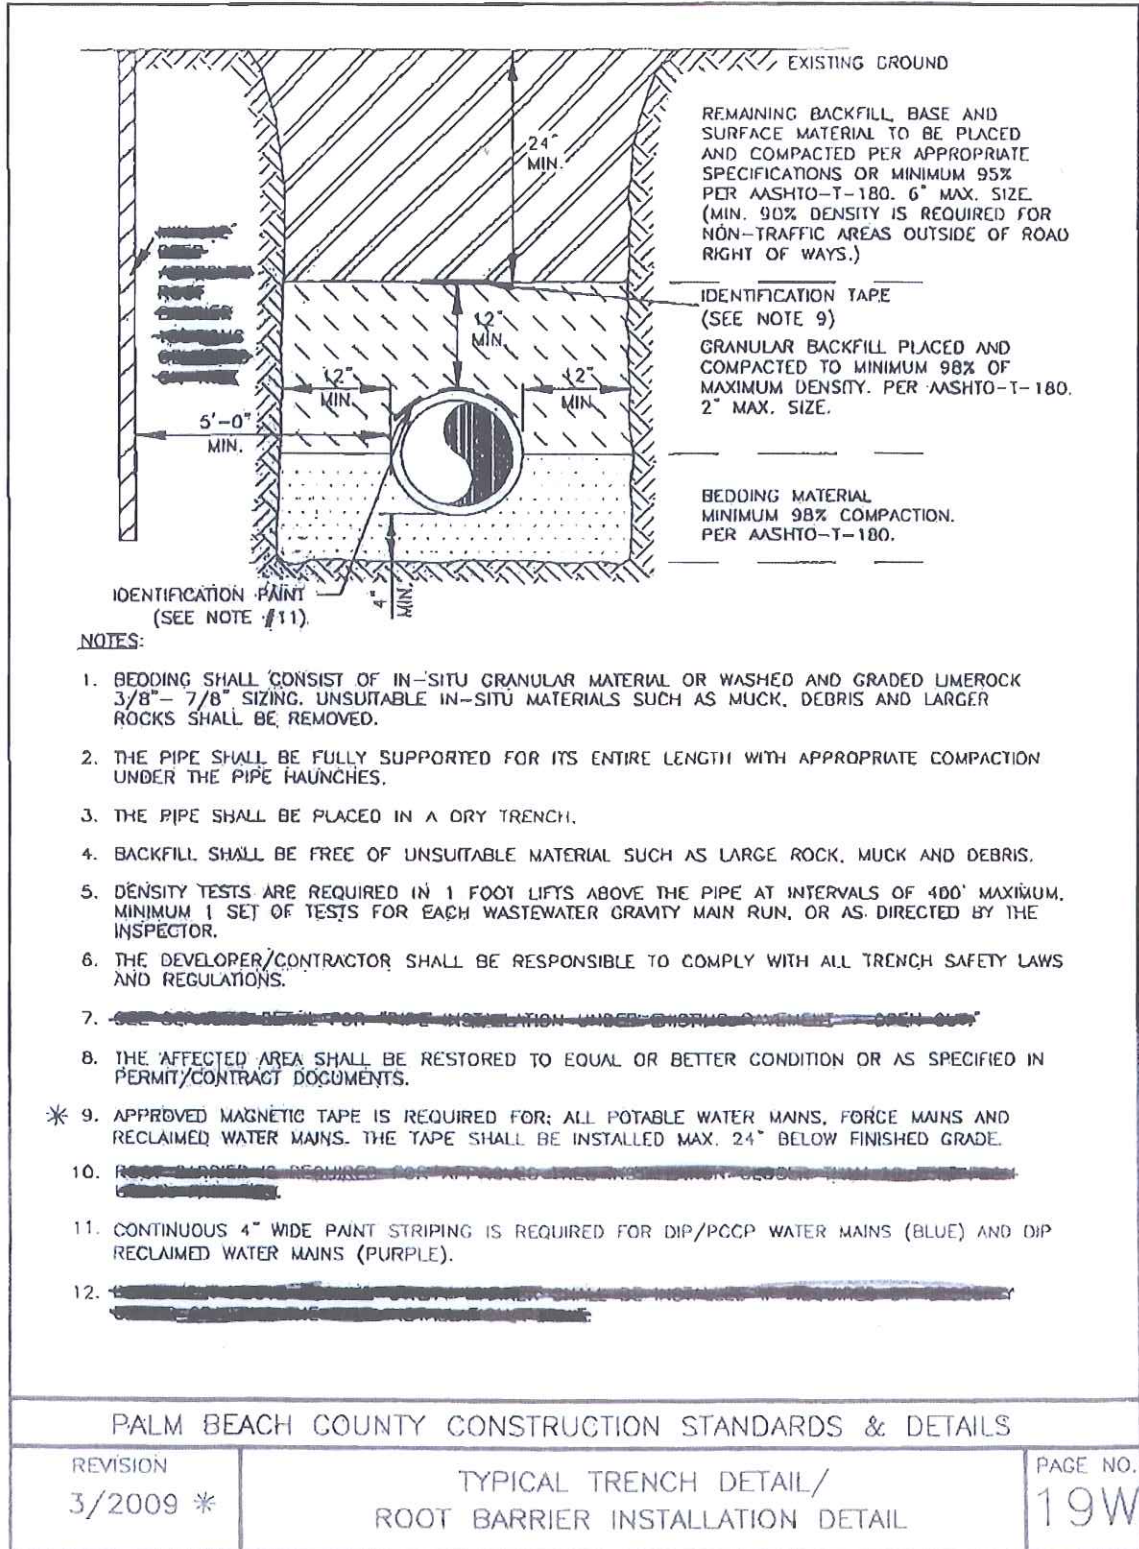 EXISTING GROUND
REMAINING BACKFILL, BASE AND
SURFACE MATERIAL TO BE PLACED
AND COMPACTED PER APPROPRIATE
SPECIFICATIONS OR MINIMUM 95%
PER AASHTO-T-180. 6" MAX. SIZE.
(MIN. 90% DENSITY IS REQUIRED FOR
NON-TRAFFIC AREAS OUTSIDE OF ROAD
RIGHT OF WAYS.)
24"
MIN.
IDENTIFICATION TAPE
(SEE NOTE 9)
12"
MIN.
GRANULAR BACKFILL PLACED AND
COMPACTED TO MINIMUM 98% OF
MAXIMUM DENSITY. PER AASHTO-T-180.
2" MAX. SIZE.
12"
MIN.
12"
MIN.
5'-0"
MIN.
BEDDING MATERIAL
MINIMUM 98% COMPACTION.
PER AASHTO-T-180.
4"
MIN.
IDENTIFICATION PAINT
(SEE NOTE #11)
NOTES:
1. BEDDING SHALL CONSIST OF IN-SITU GRANULAR MATERIAL OR WASHED AND GRADED LIMEROCK
3/8"- 7/8" SIZING. UNSUITABLE IN-SITU MATERIALS SUCH AS MUCK, DEBRIS AND LARGER
ROCKS SHALL BE REMOVED.
2. THE PIPE SHALL BE FULLY SUPPORTED FOR ITS ENTIRE LENGTH WITH APPROPRIATE COMPACTION
UNDER THE PIPE HAUNCHES.
3. THE PIPE SHALL BE PLACED IN A DRY TRENCH.
4. BACKFILL SHALL BE FREE OF UNSUITABLE MATERIAL SUCH AS LARGE ROCK, MUCK AND DEBRIS.
5. DENSITY TESTS ARE REQUIRED IN 1 FOOT LIFTS ABOVE THE PIPE AT INTERVALS OF 400' MAXIMUM,
MINIMUM 1 SET OF TESTS FOR EACH WASTEWATER GRAVITY MAIN RUN, OR AS DIRECTED BY THE
INSPECTOR.
6. THE DEVELOPER/CONTRACTOR SHALL BE RESPONSIBLE TO COMPLY WITH ALL TRENCH SAFETY LAWS
AND REGULATIONS.
7.
8. THE AFFECTED AREA SHALL BE RESTORED TO EQUAL OR BETTER CONDITION OR AS SPECIFIED IN
PERMIT/CONTRACT DOCUMENTS.
* 9. APPROVED MAGNETIC TAPE IS REQUIRED FOR: ALL POTABLE WATER MAINS, FORCE MAINS AND
RECLAIMED WATER MAINS. THE TAPE SHALL BE INSTALLED MAX. 24" BELOW FINISHED GRADE.
10.
11. CONTINUOUS 4" WIDE PAINT STRIPING IS REQUIRED FOR DIP/PCCP WATER MAINS (BLUE) AND DIP
RECLAIMED WATER MAINS (PURPLE).
12.
PALM BEACH COUNTY CONSTRUCTION STANDARDS & DETAILS
REVISION
3/2009 *
TYPICAL TRENCH DETAIL/
ROOT BARRIER INSTALLATION DETAIL
PAGE NO.
19W